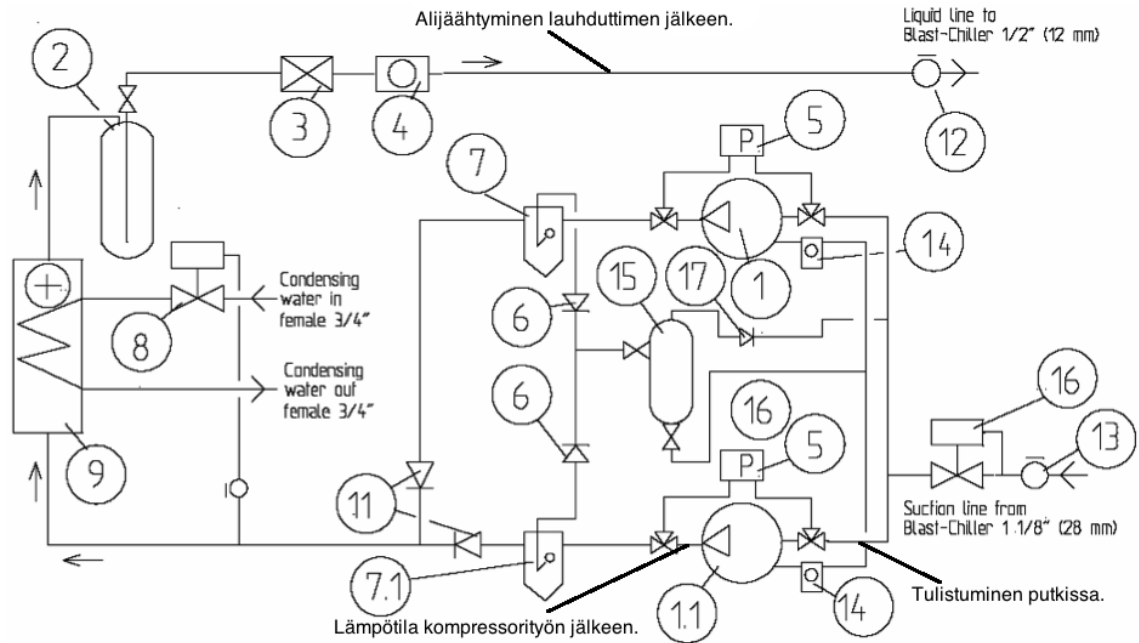 Alijäähtyminen lauhduttimen jälkeen.
Liquid line to
Blast-Chiller 1/2" (12 mm)
2
3
4
5
P.
12
7
14
15
17
1
Condensing
water in
female 3/4"
8
6
Condensing
water out
female 3/4"
6
16
16
5
P.
13
9
11
Suction line from
Blast-Chiller 1.1/8" (28 mm)
7.1
1.1
14
Tulistuminen putkissa.
Lämpötila kompressorityön jälkeen.